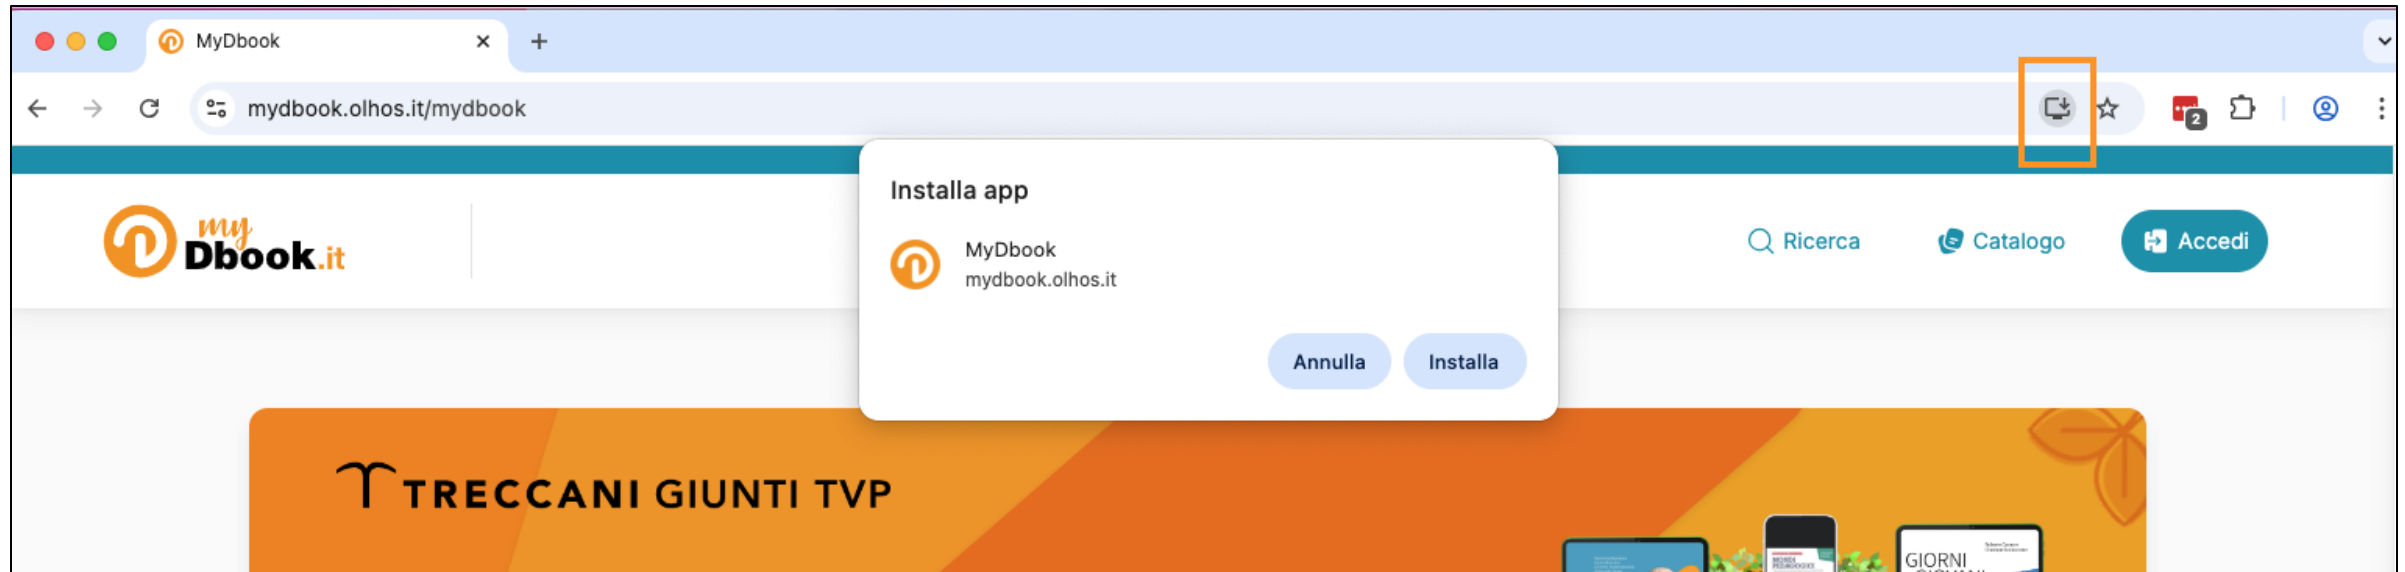 MyDbook
mydbook.olhos.it/mydbook
2
Installa app
MyDbook
mydbook.olhos.it
Annulla
Installa
my
Dbook.it
Ricerca
Catalogo
Accedi
TRECCANI GIUNTI TVP
GIORNI